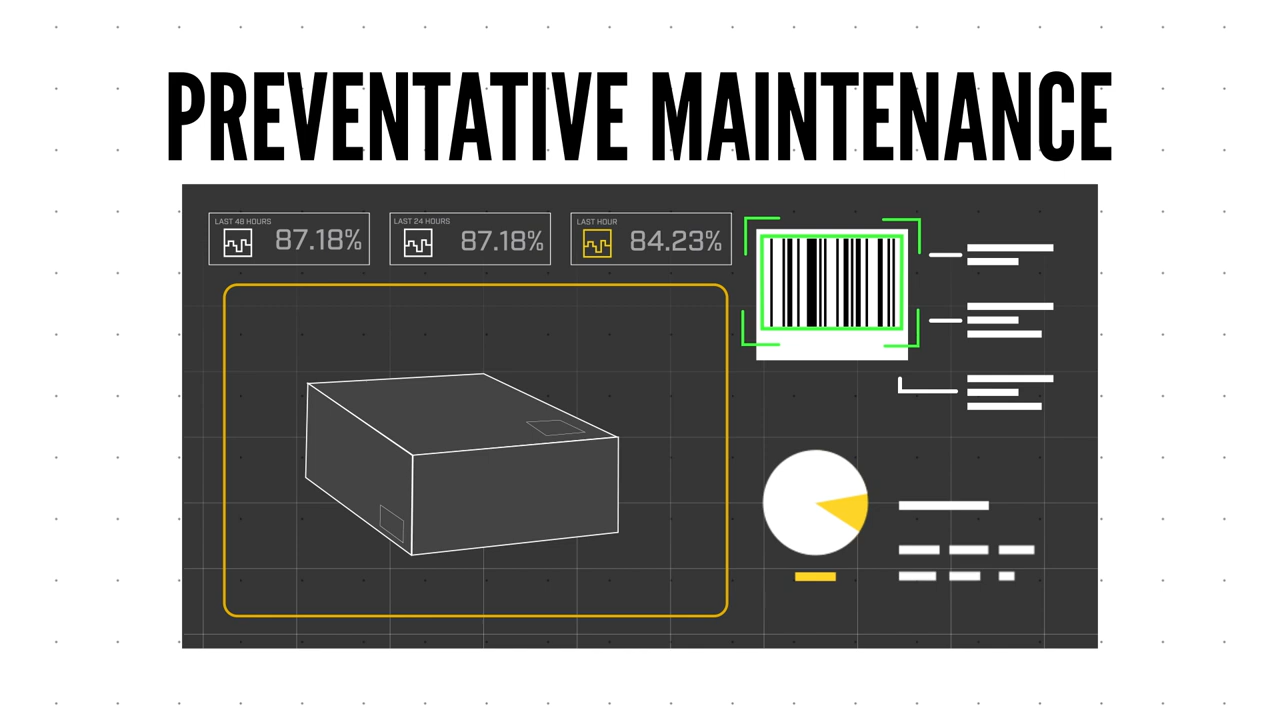 PREVENTATIVE MAINTENANCE
LAST 48 HOURS
87.18%
LAST 24 HOURS
87.18%
LAST HOUR
84.23%